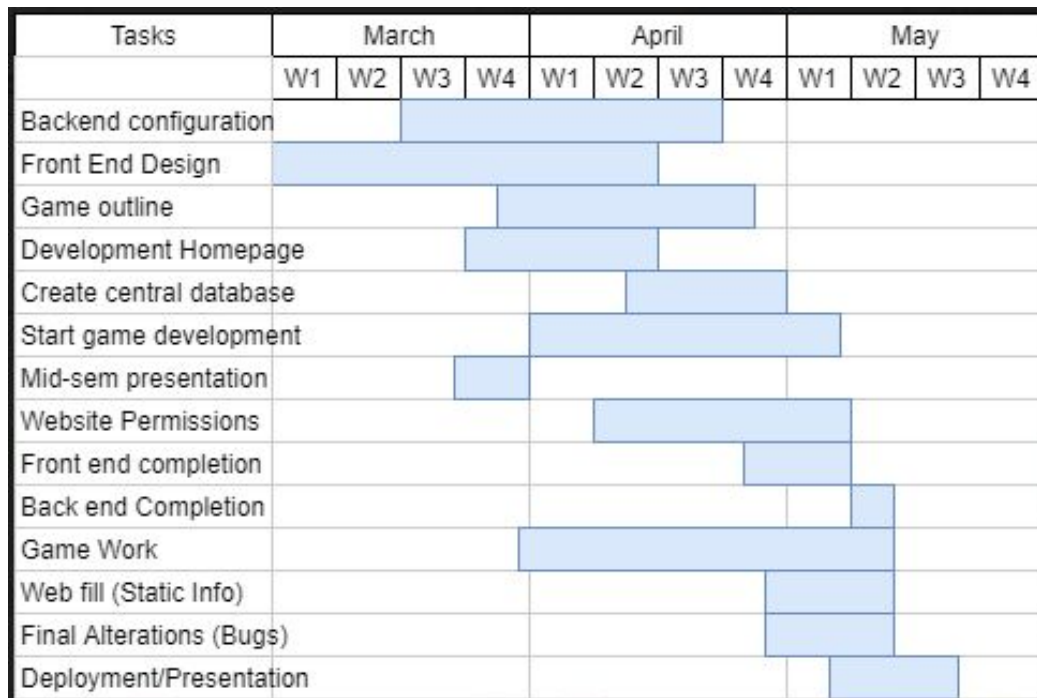 Tasks March April May
W1 W2 W3 W4 W1 W2 W3 W4 W1 W2 W3 W4
Backend configuration
Front End Design
Game outline
Development Homepage
Create central database
Start game development
Mid-sem presentation
Website Permissions
Front end completion
Back end Completion
Game Work
Web fill (Static Info)
Final Alterations (Bugs)
Deployment/Presentation